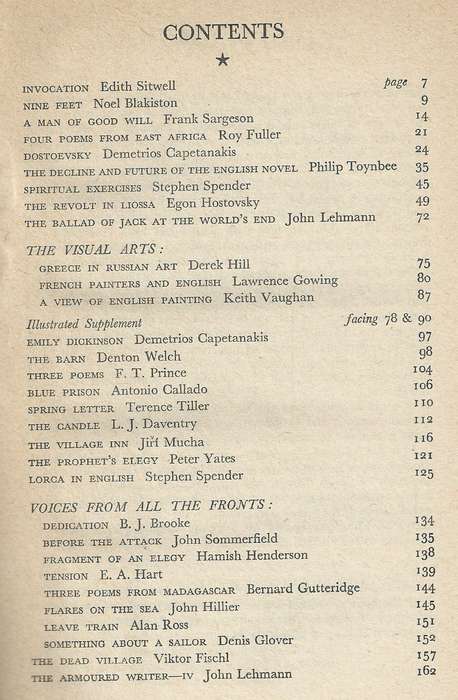 CONTENTS
★
INVOCATION Edith Sitwell page 7
NINE FEET Noel Blakiston 9
A MAN OF GOOD WILL Frank Sargeson 14
FOUR POEMS FROM EAST AFRICA Roy Fuller 21
DOSTOEVSKY Demetrios Capetanakis 24
THE DECLINE AND FUTURE OF THE ENGLISH NOVEL Philip Toynbee 35
SPIRITUAL EXERCISES Stephen Spender 45
THE REVOLT IN LIOSSA Egon Hostovsky 49
THE BALLAD OF JACK AT THE WORLD'S END John Lehmann 72
THE VISUAL ARTS:
GREECE IN RUSSIAN ART Derek Hill 75
FRENCH PAINTERS AND ENGLISH Lawrence Gowing 80
A VIEW OF ENGLISH PAINTING Keith Vaughan 87
Illustrated Supplement facing 78 & 90
EMILY DICKINSON Demetrios Capetanakis 97
THE BARN Denton Welch 98
THREE POEMS F. T. Prince 104
BLUE PRISON Antonio Callado 106
SPRING LETTER Terence Tiller 110
THE CANDLE L. J. Daventry 112
THE VILLAGE INN Jiří Mucha 116
THE PROPHET'S ELEGY Peter Yates 121
LORCA IN ENGLISH Stephen Spender 125
VOICES FROM ALL THE FRONTS:
DEDICATION B. J. Brooke 134
BEFORE THE ATTACK John Sommerfield 135
FRAGMENT OF AN ELEGY Hamish Henderson 138
TENSION E. A. Hart 139
THREE POEMS FROM MADAGASCAR Bernard Gutteridge 144
FLARES ON THE SEA John Hillier 145
LEAVE TRAIN Alan Ross 151
SOMETHING ABOUT A SAILOR Denis Glover 152
THE DEAD VILLAGE Viktor Fischl 157
THE ARMOURED WRITER—IV John Lehmann 162